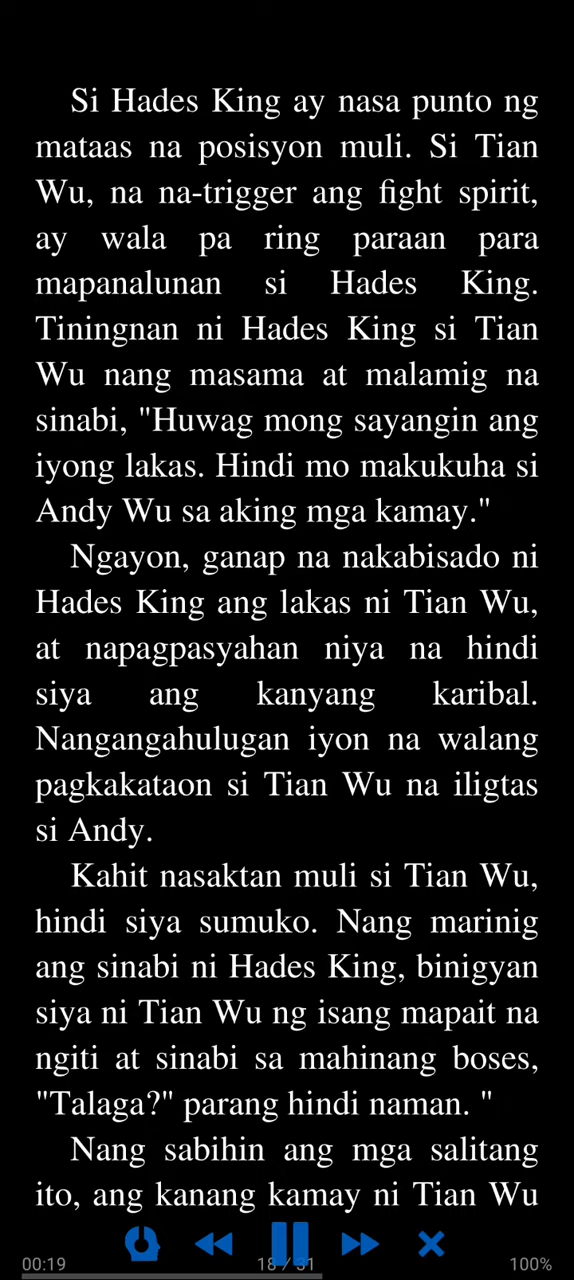 Si Hades King ay nasa punto ng
mataas na posisyon muli. Si Tian
Wu, na na-trigger ang fight spirit,
ay wala pa ring paraan para
mapanalunan si Hades King.
Tiningnan ni Hades King si Tian
Wu nang masama at malamig na
sinabi, "Huwag mong sayangin ang
iyong lakas. Hindi mo makukuha si
Andy Wu sa aking mga kamay."
Ngayon, ganap na nakabisado ni
Hades King ang lakas ni Tian Wu,
at napagpasyahan niya na hindi
siya ang kanyang karibal.
Nangangahulugan iyon na walang
pagkakataon si Tian Wu na iligtas
si Andy.
Kahit nasaktan muli si Tian Wu,
hindi siya sumuko. Nang marinig
ang sinabi ni Hades King, binigyan
siya ni Tian Wu ng isang mapait na
ngiti at sinabi sa mahinang boses,
"Talaga?" parang hindi naman. "
Nang sabihin ang mga salitang
ito, ang kanang kamay ni Tian Wu
00:19 18 / 31 100%